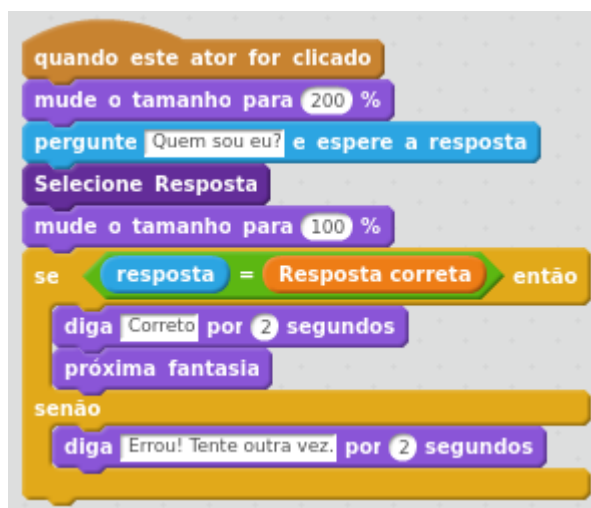 quando este ator for clicado
mude o tamanho para 200 %
pergunte Quem sou eu? e espere a resposta
Selecione Resposta
mude o tamanho para 100 %
se resposta = Resposta correta então
diga Correto por 2 segundos
próxima fantasia
senão
diga Errou! Tente outra vez. por 2 segundos